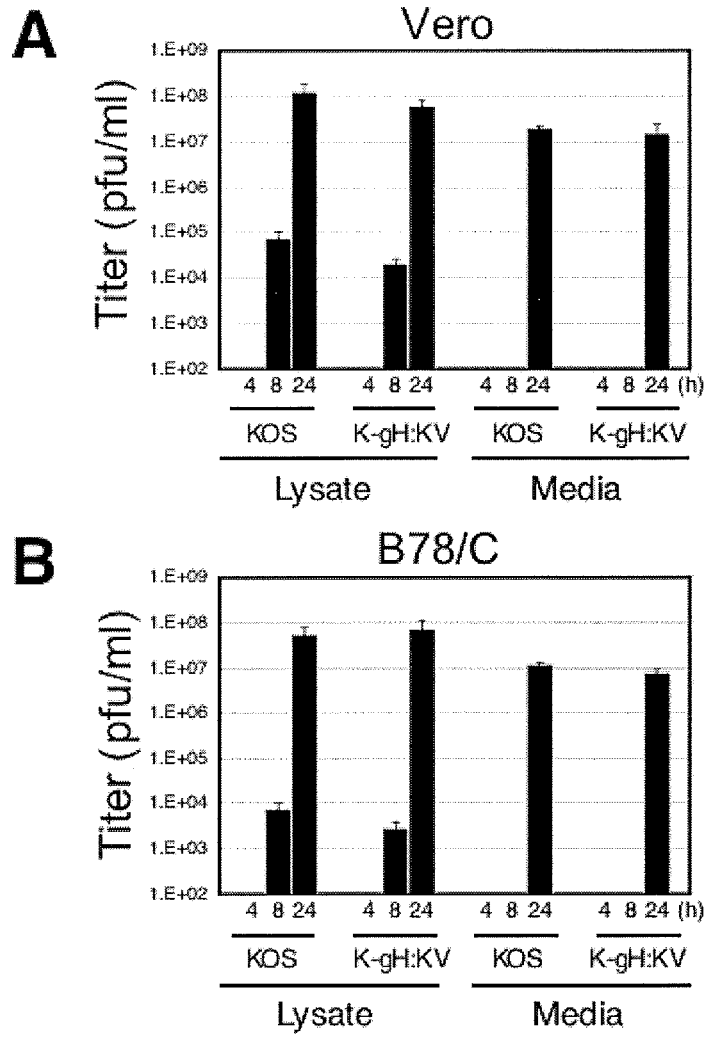 A
Vero
Titer (pfu/ml)
1.E+09
1.E+08
1.E+07
1.E+06
1.E+05
1.E+04
1.E+03
1.E+02
4 8 24 4 8 24 4 8 24 4 8 24 (h)
KOS K-gH:KV KOS K-gH:KV
Lysate Media
B
B78/C
Titer (pfu/ml)
1.E+09
1.E+08
1.E+07
1.E+06
1.E+05
1.E+04
1.E+03
1.E+02
4 8 24 4 8 24 4 8 24 4 8 24 (h)
KOS K-gH:KV KOS K-gH:KV
Lysate Media